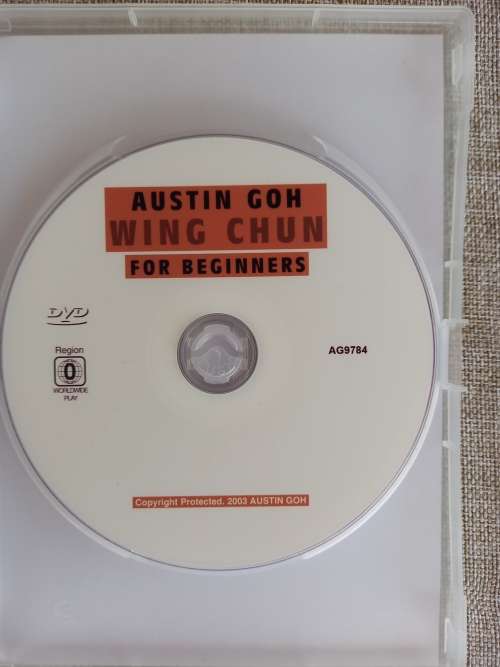 AUSTIN GOH
WING CHUN
FOR BEGINNERS
DVD
Region
0
WORLDWIDE
PLAY
AG9784
Copyright Protected. 2003 AUSTIN GOH